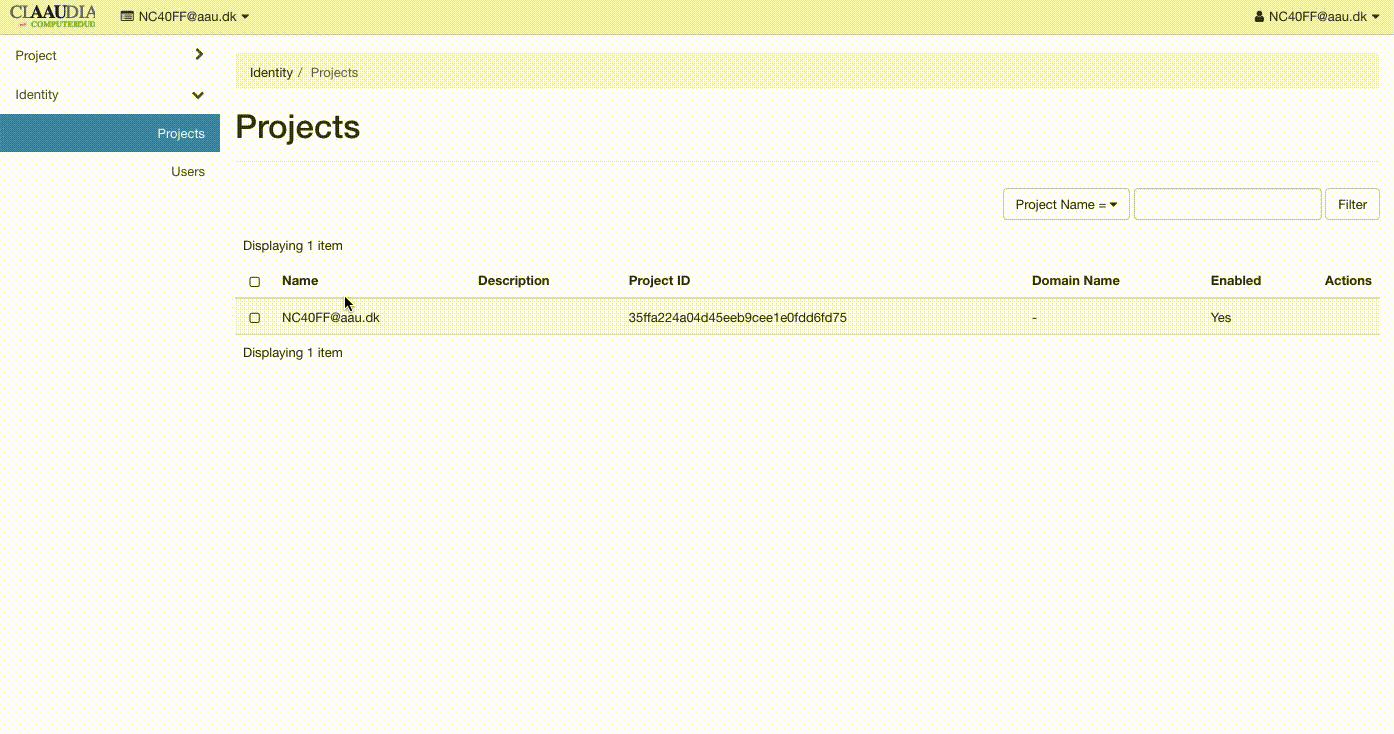 CLAAUDIA NC40FF@aau.dk NC40FF@aau.dk
Project
Identity
Projects
Users
Identity / Projects
Projects
Project Name = Filter
Displaying 1 item
Name Description Project ID Domain Name Enabled Actions
NC40FF@aau.dk 35ffa224a04d45eeb9cee1e0fdd6fd75 - Yes
Displaying 1 item